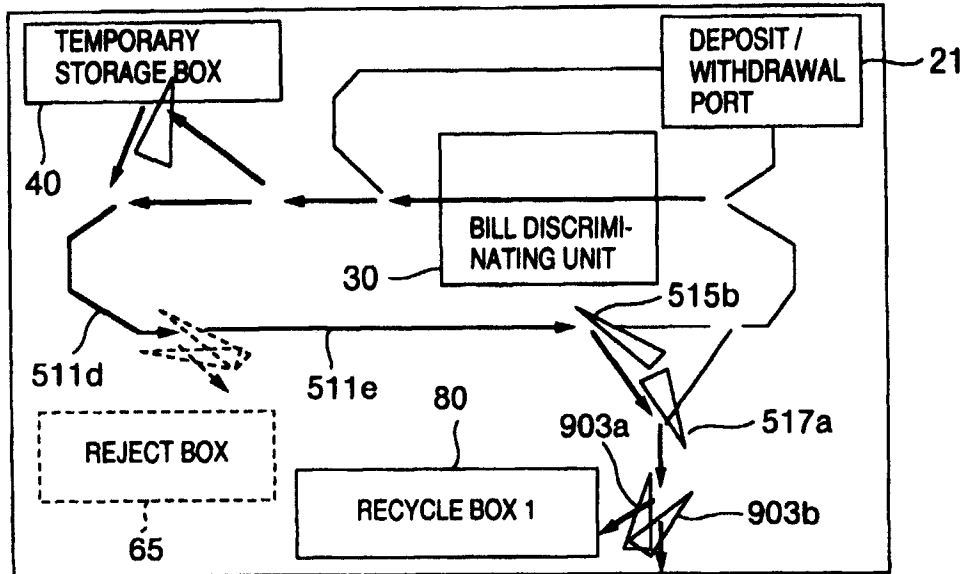 TEMPORARY
STORAGE BOX
40
DEPOSIT /
WITHDRAWAL
PORT
21
BILL DISCRIMI-
NATING UNIT
30
515b
511d
511e
517a
REJECT BOX
65
80
RECYCLE BOX 1
903a
903b